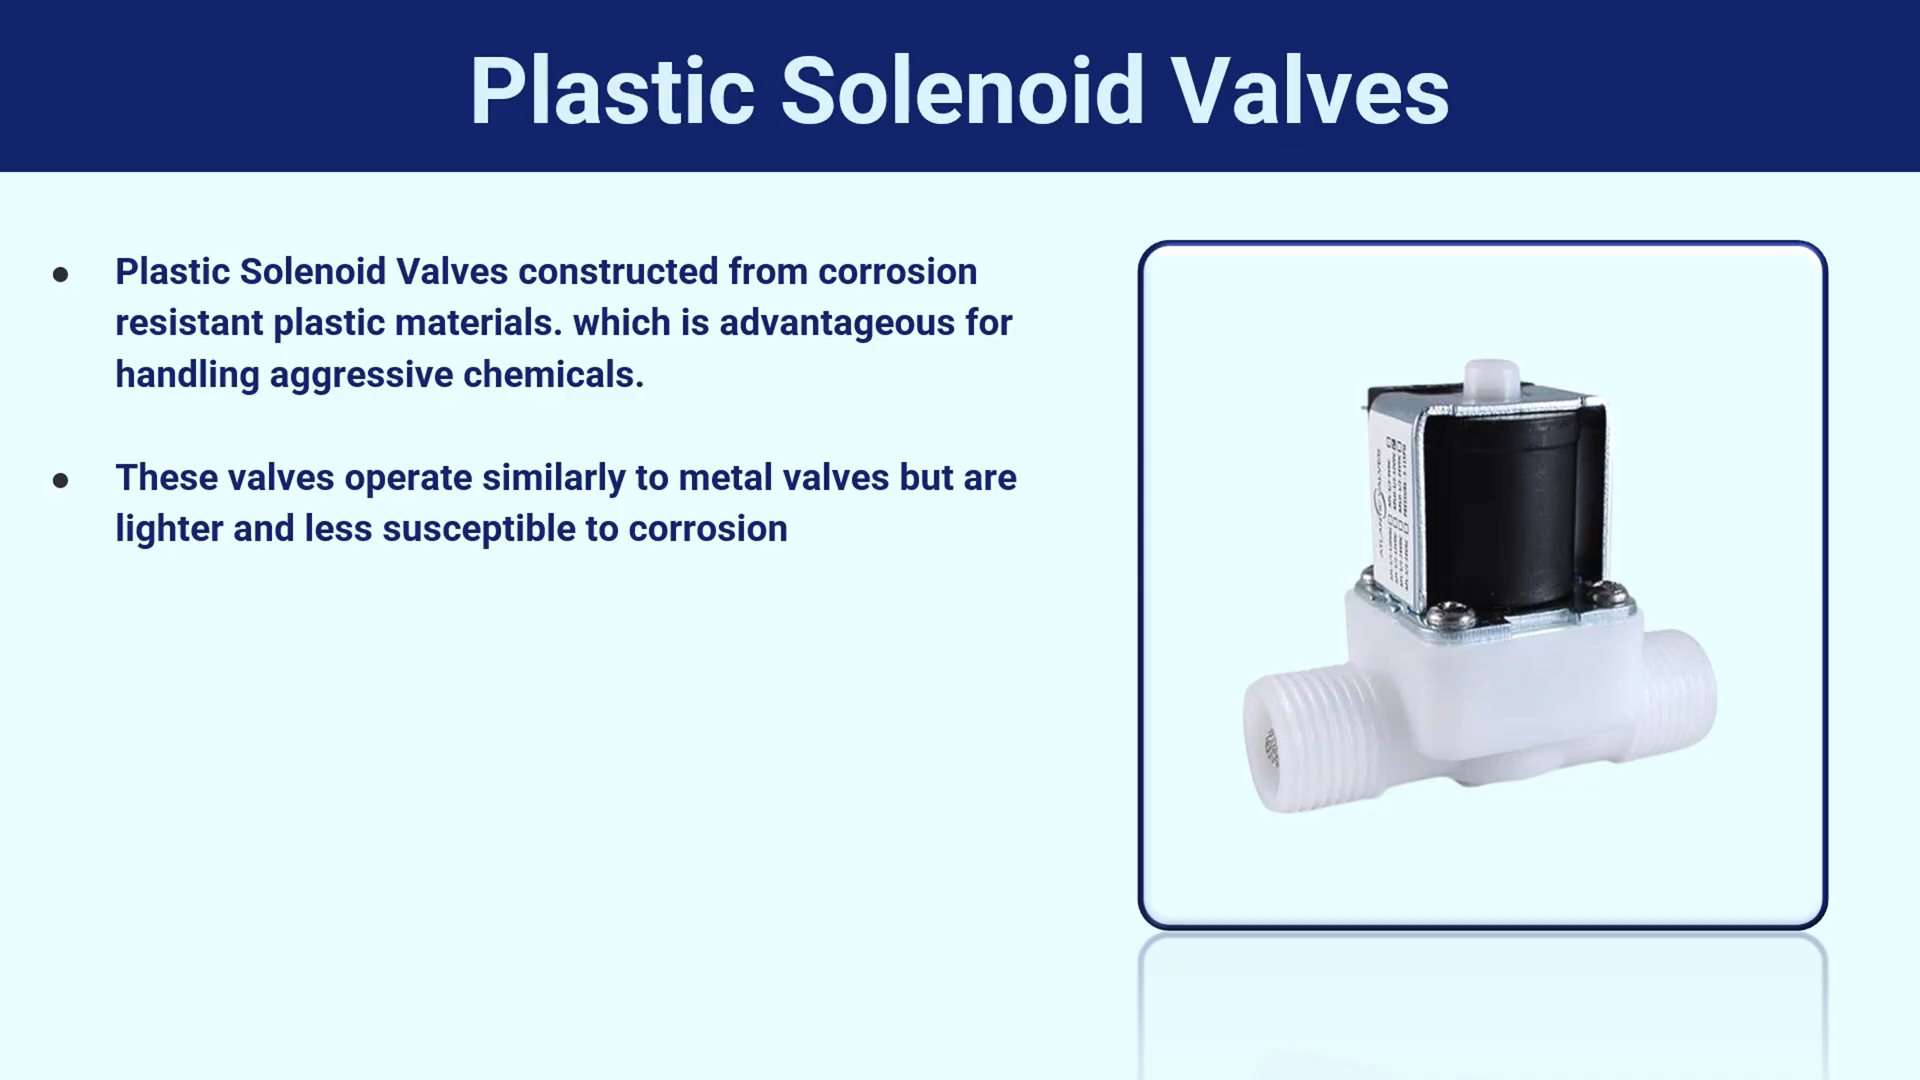 Plastic Solenoid Valves
Plastic Solenoid Valves constructed from corrosion
resistant plastic materials. which is advantageous for
handling aggressive chemicals.
These valves operate similarly to metal valves but are
lighter and less susceptible to corrosion